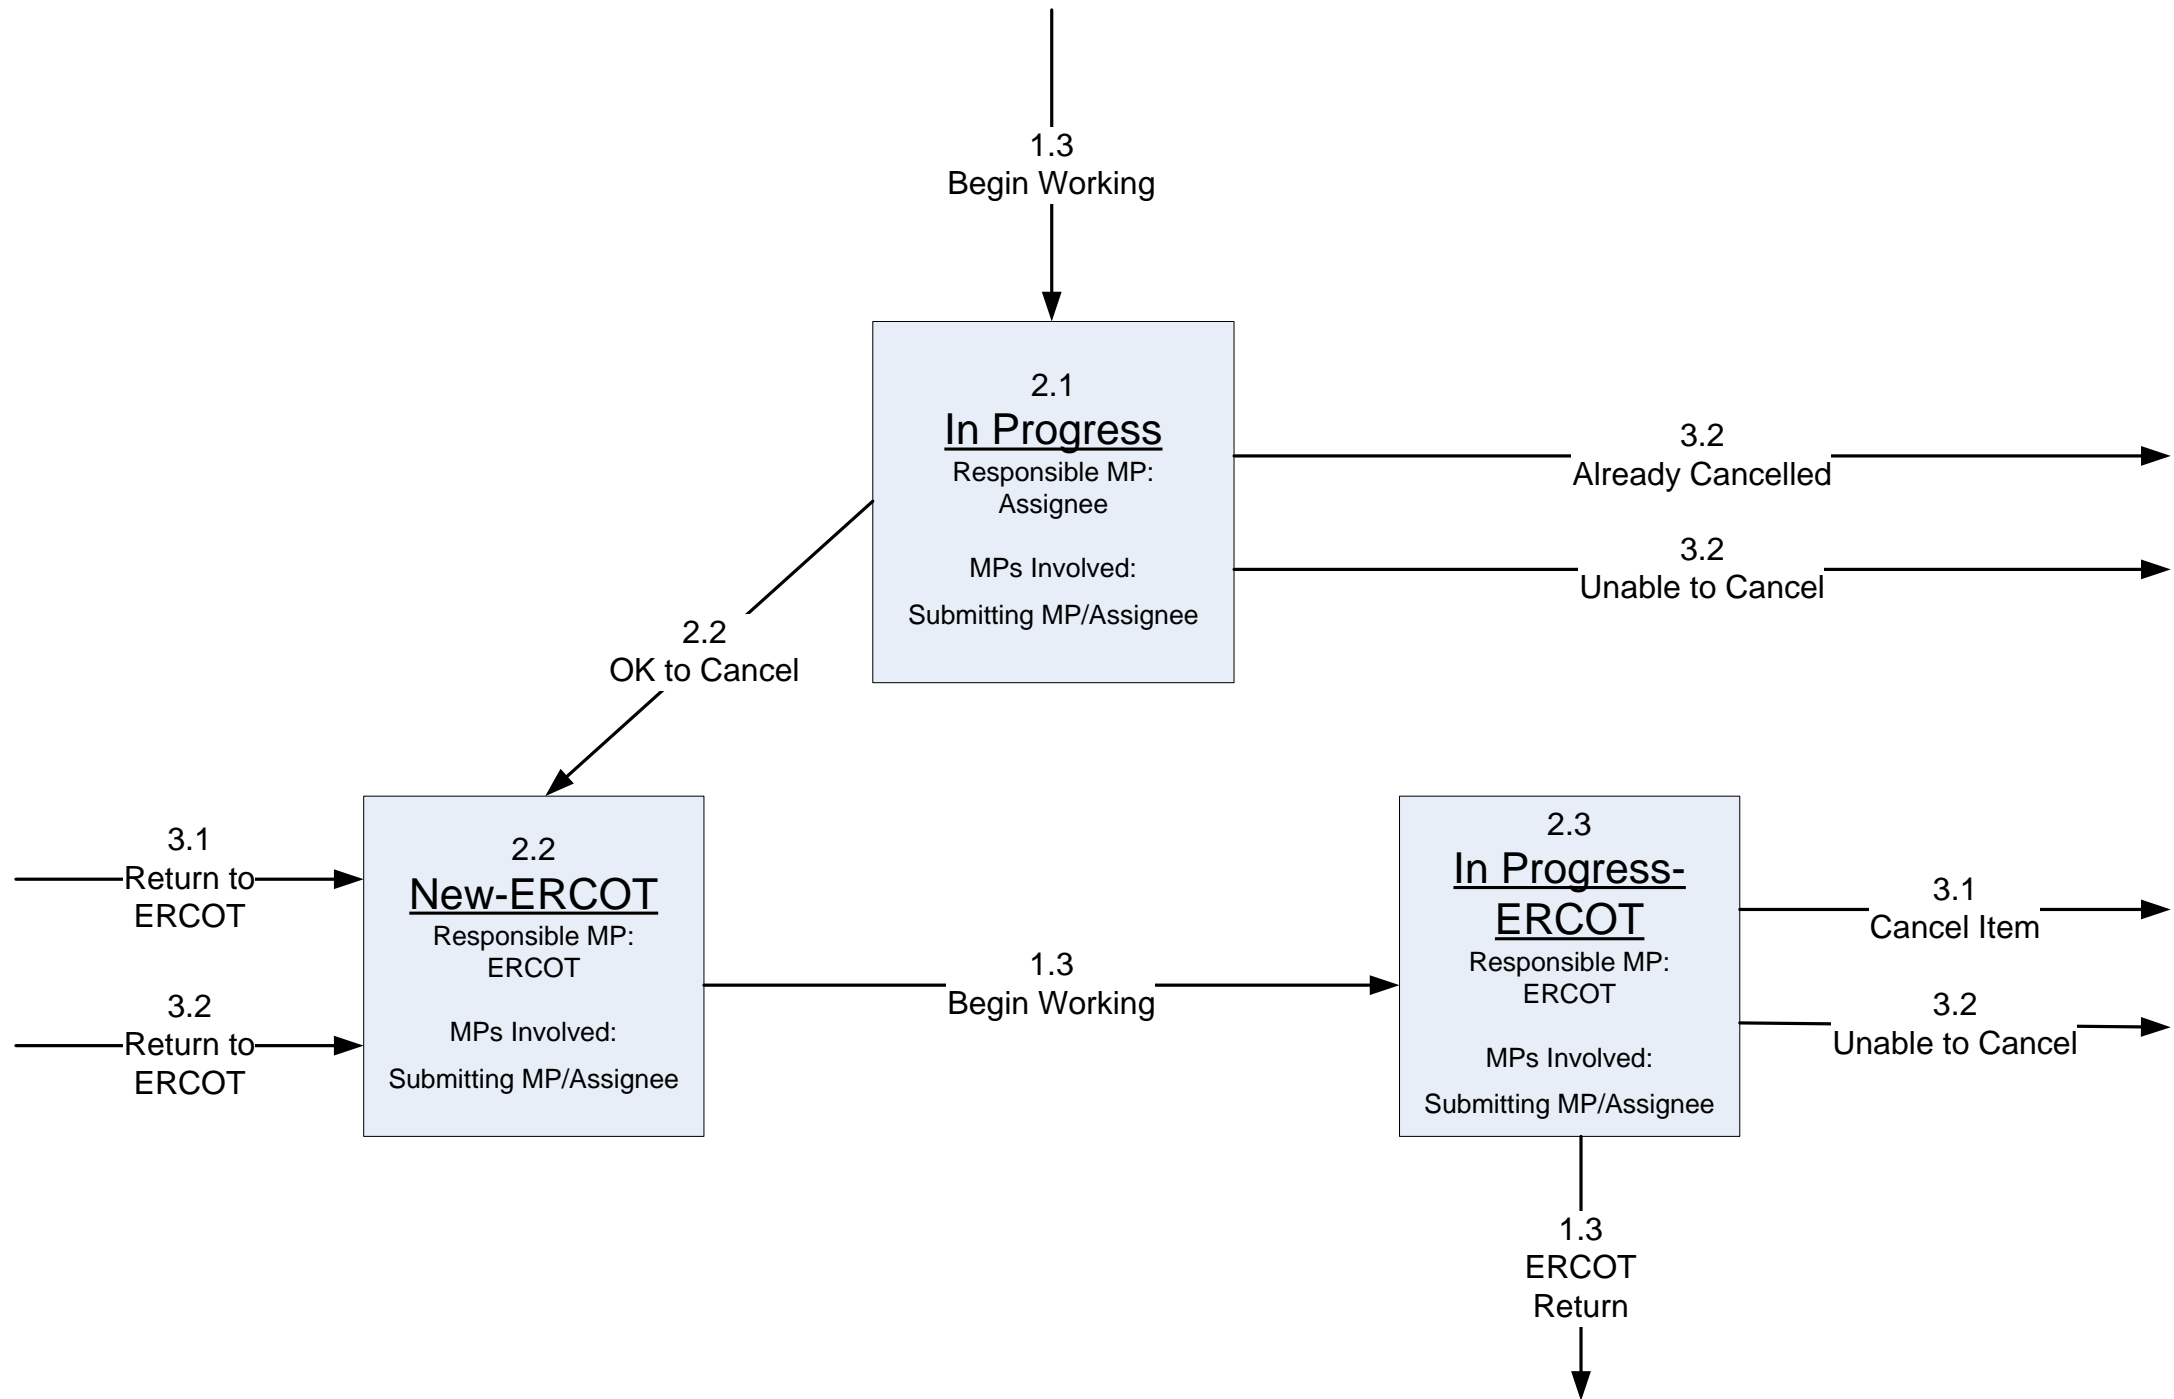 1.3
Begin Working
2.1
In Progress
Responsible MP:
Assignee
MPs Involved:
Submitting MP/Assignee
3.2
Already Cancelled
3.2
Unable to Cancel
2.2
OK to Cancel
3.1
Return to
ERCOT
3.2
Return to
ERCOT
2.2
New-ERCOT
Responsible MP:
ERCOT
MPs Involved:
Submitting MP/Assignee
1.3
Begin Working
2.3
In Progress-
ERCOT
Responsible MP:
ERCOT
MPs Involved:
Submitting MP/Assignee
3.1
Cancel Item
3.2
Unable to Cancel
1.3
ERCOT
Return